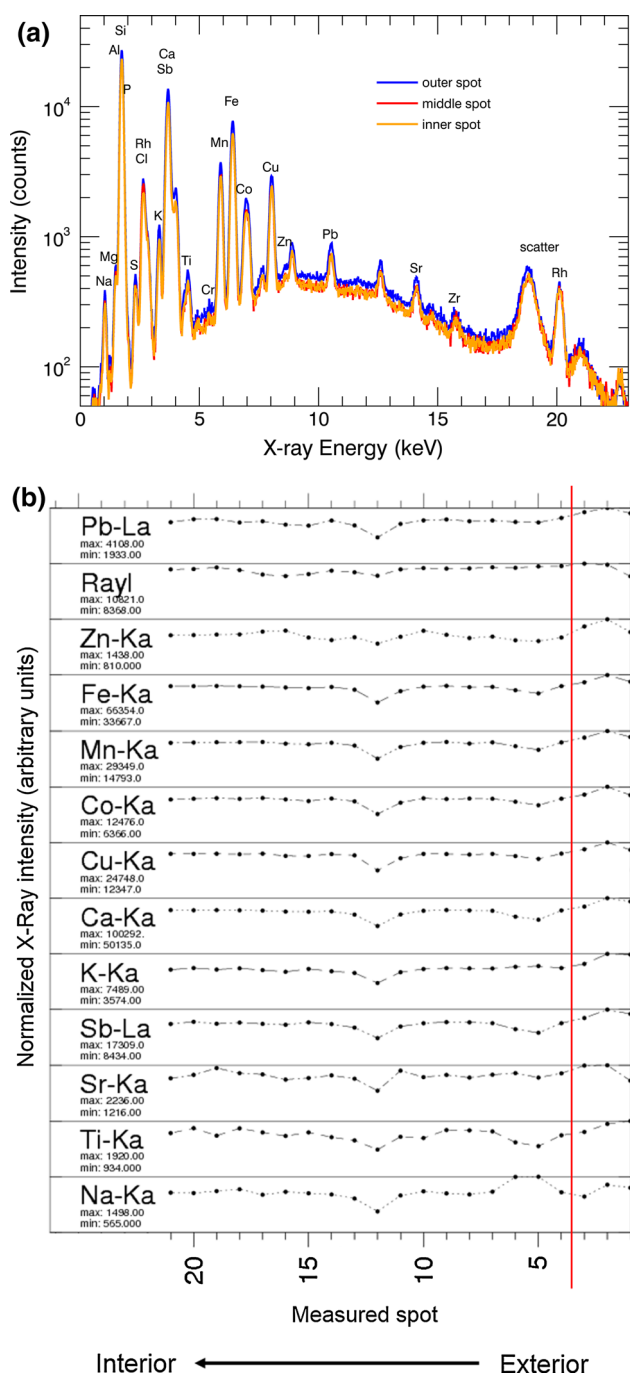 (a)
Si
Al
P
Ca
Sb
Rh
Cl
Fe
Mn
Cu
Co
K
Mg
Na
S
Ti
Cr
Zn
Pb
Sr
Zr
scatter
Rh
outer spot
middle spot
inner spot
10⁴
10³
10²
Intensity (counts)
0 5 10 15 20
X-ray Energy (keV)
(b)
Pb-La
max: 4108.00
min: 1933.00
Rayl
max: 10821.0
min: 8368.00
Zn-Ka
max: 1438.00
min: 810.000
Fe-Ka
max: 66354.0
min: 33667.0
Mn-Ka
max: 29349.0
min: 14793.0
Co-Ka
max: 12476.0
min: 6366.00
Cu-Ka
max: 24748.0
min: 12347.0
Ca-Ka
max: 100292.
min: 50135.0
K-Ka
max: 7489.00
min: 3574.00
Sb-La
max: 17309.0
min: 8434.00
Sr-Ka
max: 2236.00
min: 1216.00
Ti-Ka
max: 1920.00
min: 934.000
Na-Ka
max: 1498.00
min: 565.000
Normalized X-Ray intensity (arbitrary units)
20 15 10 5
Measured spot
Interior Exterior